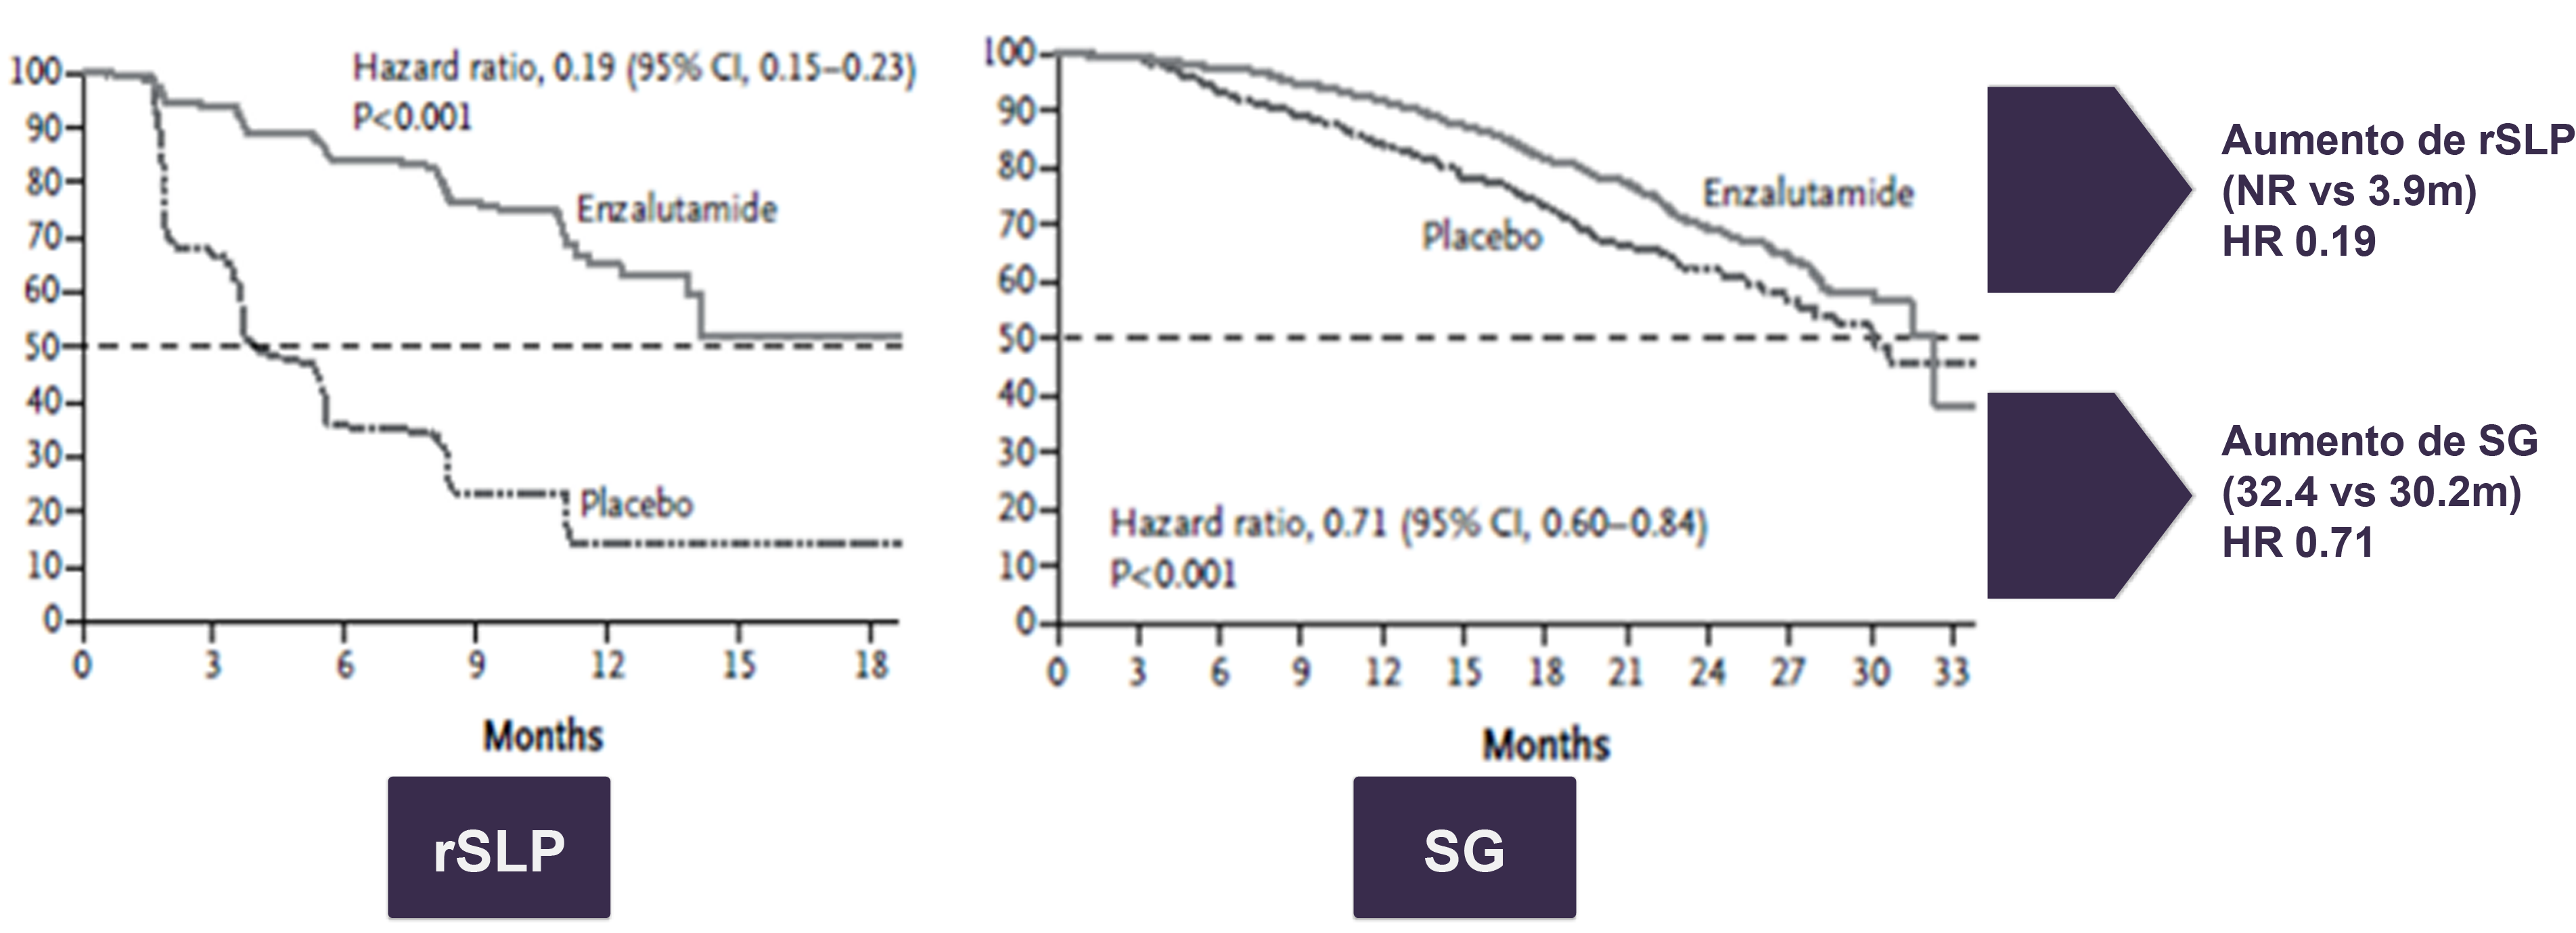 100
90
80
70
60
50
40
30
20
10
0
Hazard ratio, 0.19 (95% CI, 0.15–0.23)
P<0.001
Enzalutamide
Placebo
0 3 6 9 12 15 18
Months
rSLP
100
90
80
70
60
50
40
30
20
10
0
Enzalutamide
Placebo
Hazard ratio, 0.71 (95% CI, 0.60–0.84)
P<0.001
0 3 6 9 12 15 18 21 24 27 30 33
Months
SG
Aumento de rSLP
(NR vs 3.9m)
HR 0.19
Aumento de SG
(32.4 vs 30.2m)
HR 0.71